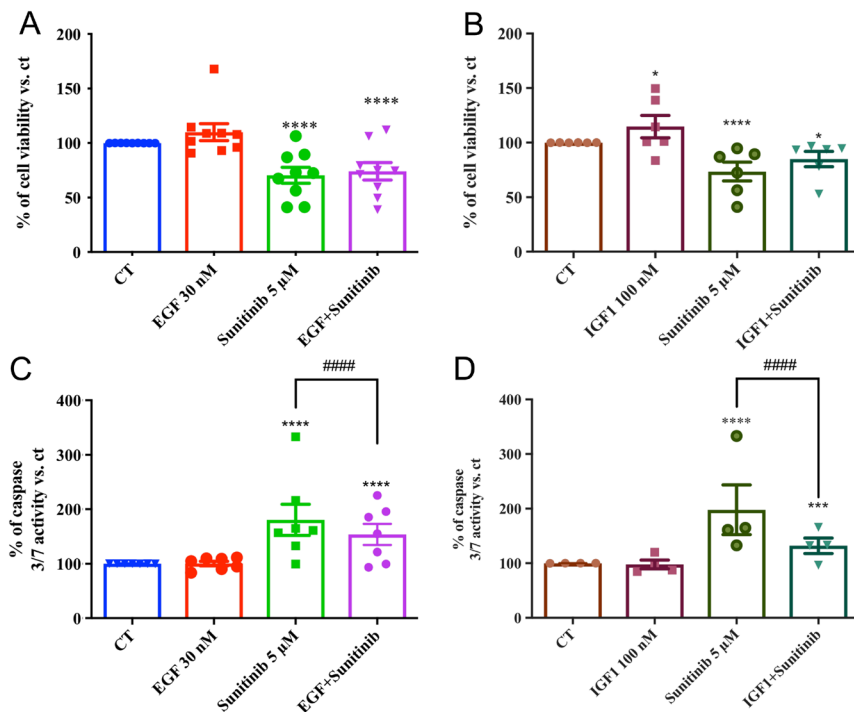 A
% of cell viability vs. ct
200
150
100
50
0
****
****
CT
EGF 30 nM
Sunitinib 5 μM
EGF+Sunitinib
B
% of cell viability vs. ct
200
150
100
50
0
*
****
*
CT
IGF1 100 nM
Sunitinib 5 μM
IGF1+Sunitinib
C
% of caspase
3/7 activity vs. ct
400
300
200
100
0
####
****
****
CT
EGF 30 nM
Sunitinib 5 μM
EGF+Sunitinib
D
% of caspase
3/7 activity vs. ct
400
300
200
100
0
####
****
***
CT
IGF1 100 nM
Sunitinib 5 μM
IGF1+Sunitinib